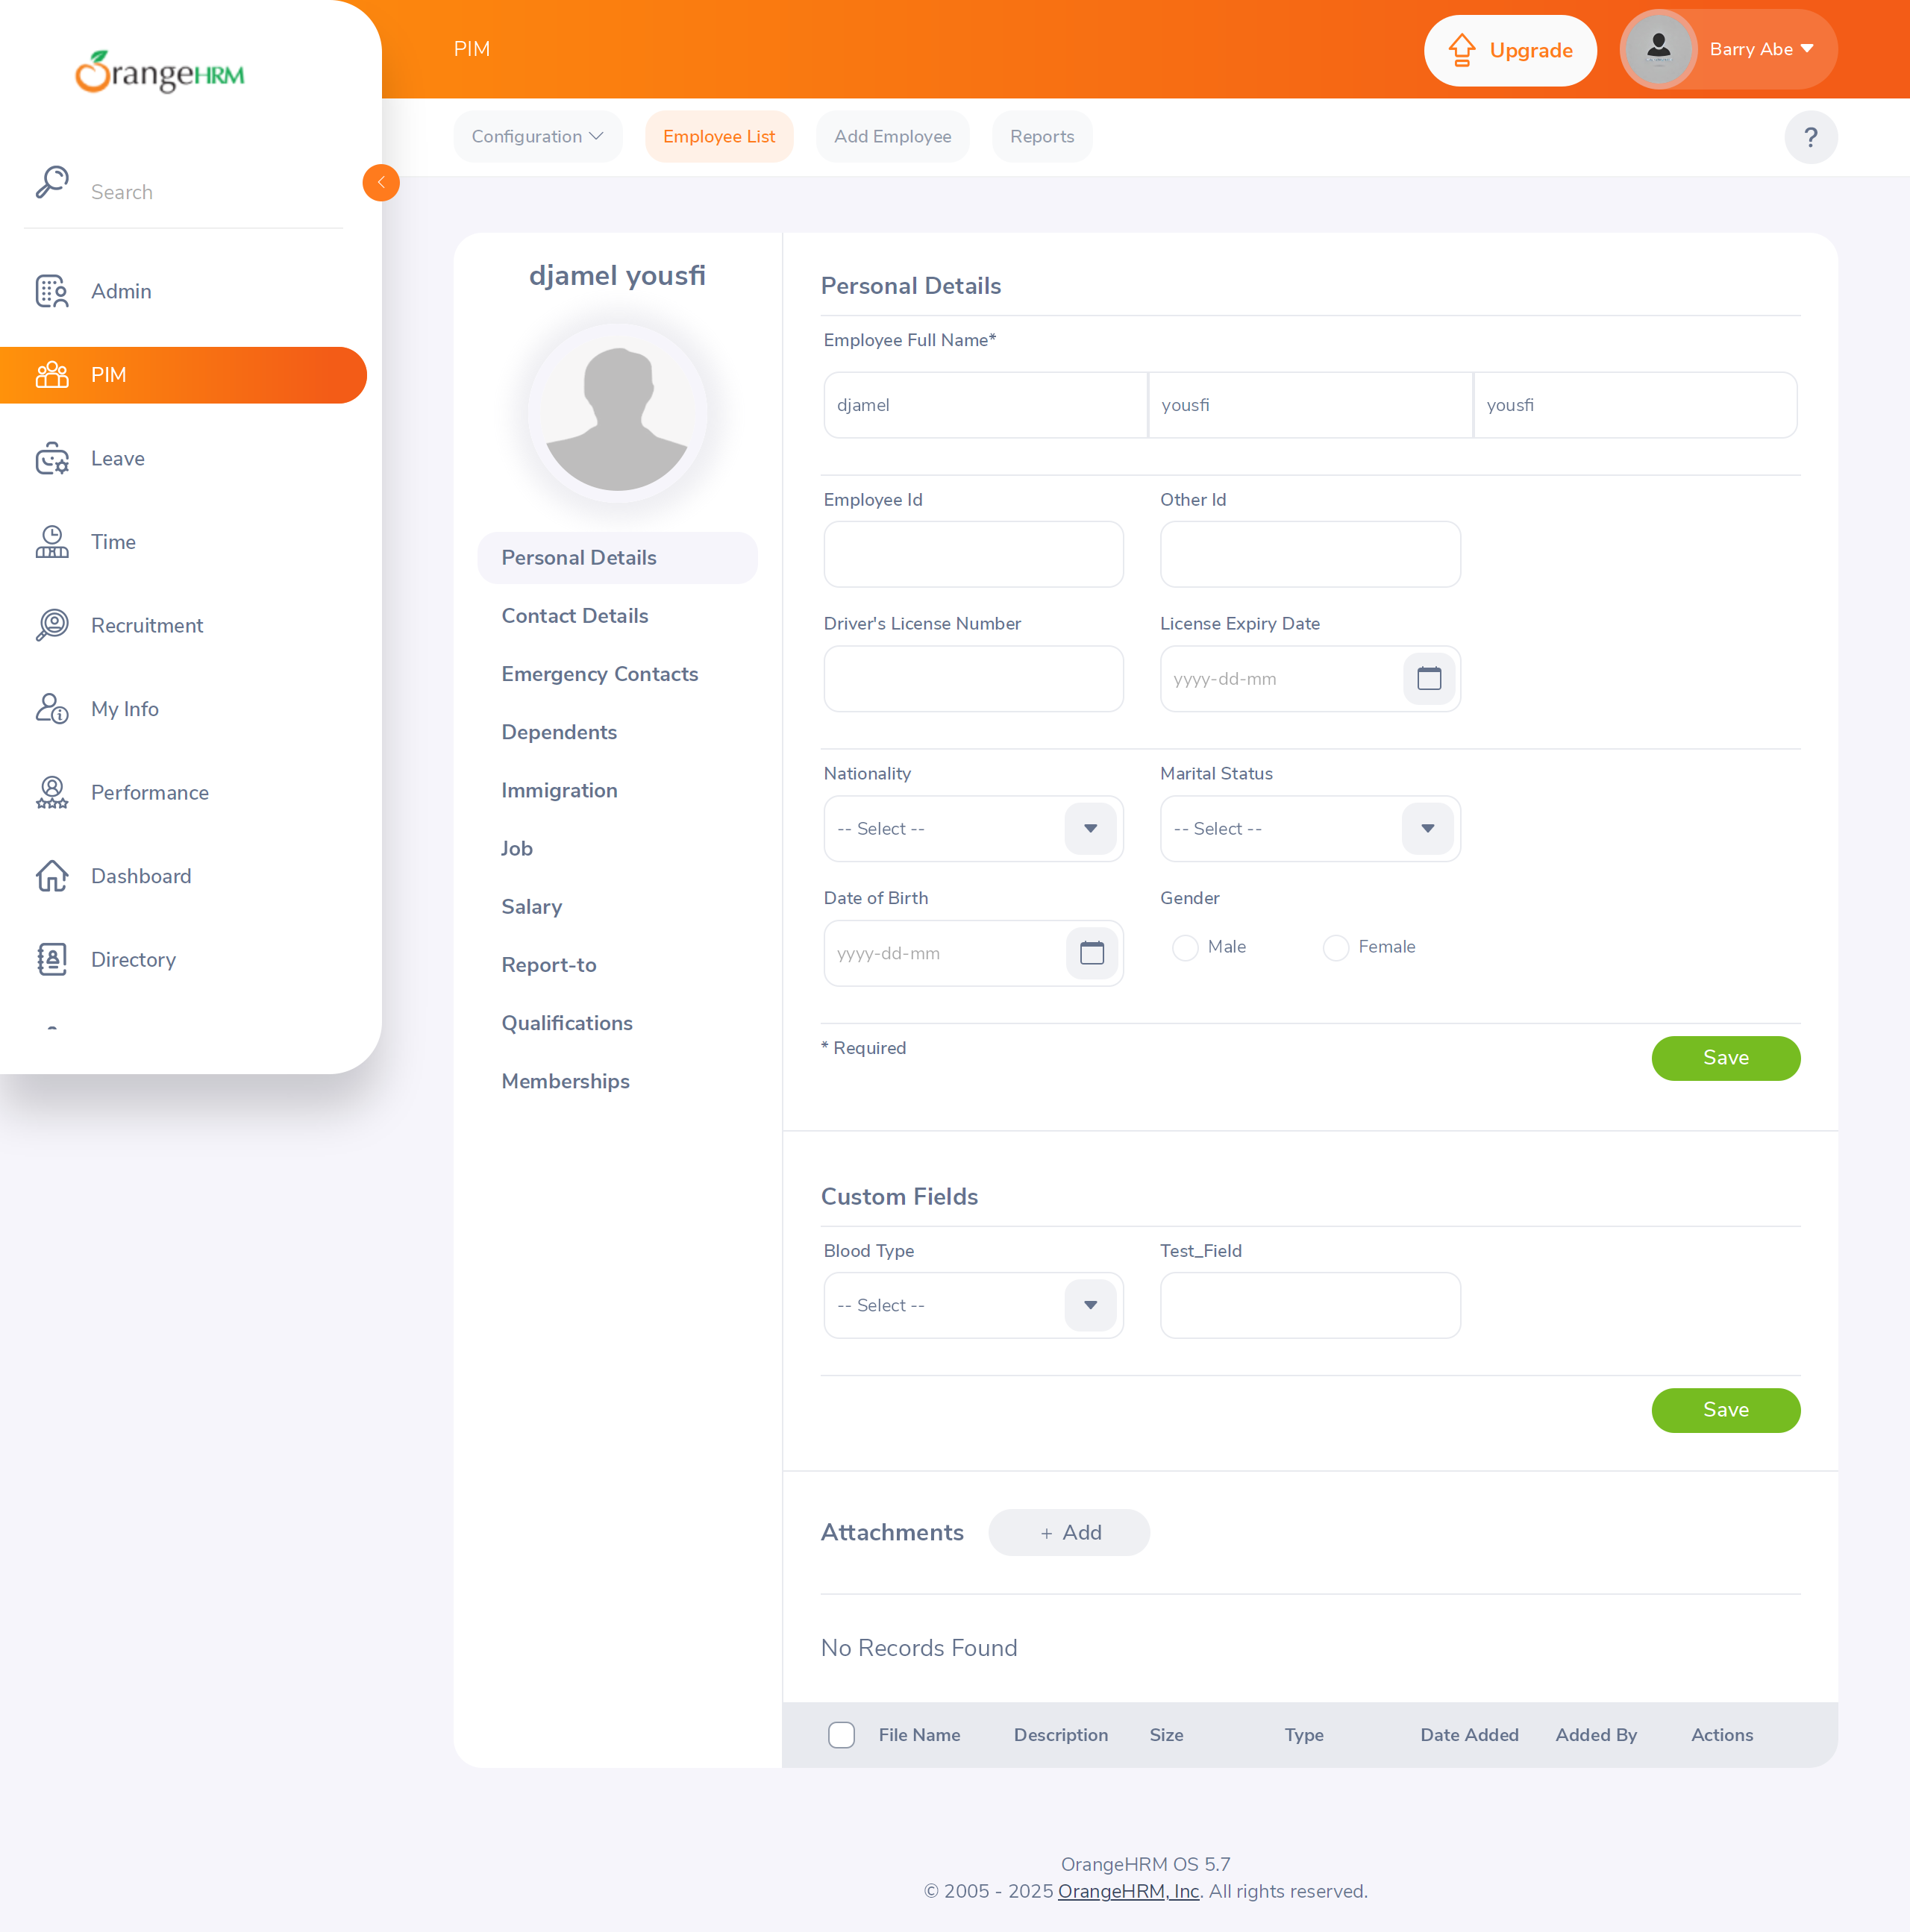 OrangeHRM
Search
Admin
PIM
Leave
Time
Recruitment
My Info
Performance
Dashboard
Directory
PIM
Upgrade
Barry Abe
Configuration
Employee List
Add Employee
Reports
?
djamel yousfi
Personal Details
Contact Details
Emergency Contacts
Dependents
Immigration
Job
Salary
Report-to
Qualifications
Memberships
Personal Details
Employee Full Name*
djamel yousfi yousfi
Employee Id Other Id
Driver's License Number License Expiry Date
yyyy-dd-mm
Nationality Marital Status
-- Select -- -- Select --
Date of Birth Gender
yyyy-dd-mm Male Female
* Required Save
Custom Fields
Blood Type Test_Field
-- Select --
Save
Attachments + Add
No Records Found
File Name Description Size Type Date Added Added By Actions
OrangeHRM OS 5.7
© 2005 - 2025 OrangeHRM, Inc. All rights reserved.